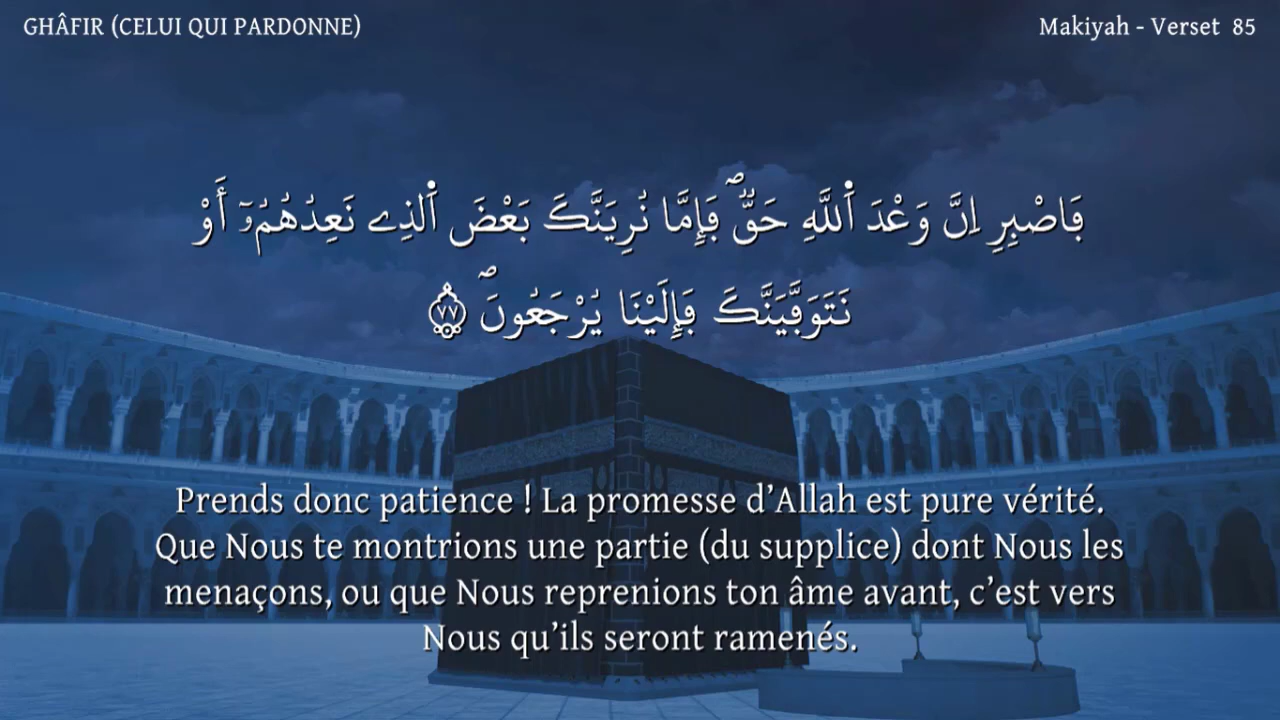 GHÂFIR (CELUI QUI PARDONNE)
Makiyah - Verset 85
فَاصْبِرِ اِنَّ وَعْدَ اَ۬للَّهِ حَقّٞۖ فَإِمَّا نُرِيَنَّكَ بَعْضَ اَ۬لذِے نَعِدُهُمُۥٓ أَوْ
نَتَوَفَّيَنَّكَ فَإِلَيْنَا يُرْجَعُونَۖ ٧٧
Prends donc patience ! La promesse d’Allah est pure vérité.
Que Nous te montrions une partie (du supplice) dont Nous les
menaçons, ou que Nous reprenions ton âme avant, c’est vers
Nous qu’ils seront ramenés.